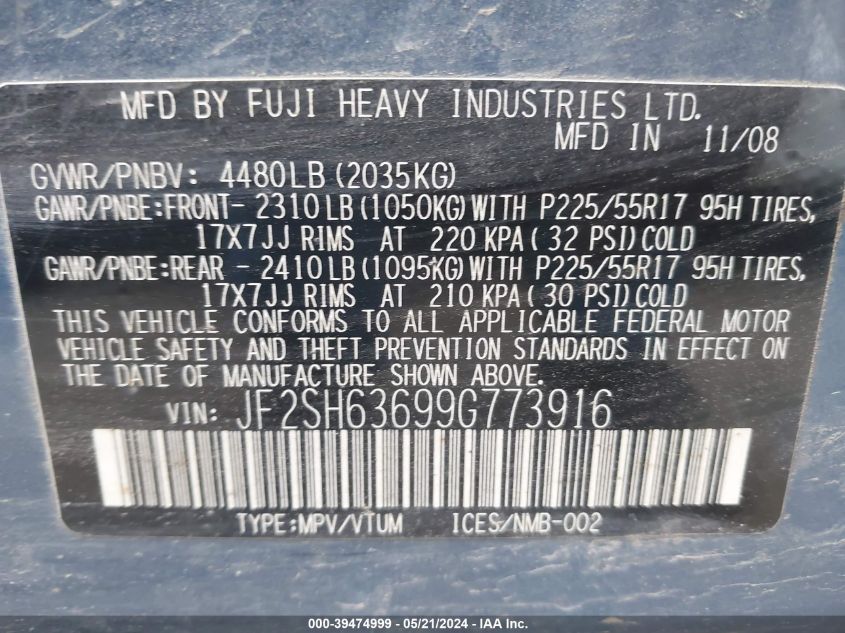 MFD BY FUJI HEAVY INDUSTRIES LTD.
MFD IN 11/08
GVWR/PNBV: 4480LB (2035KG)
GAWR/PNBE:FRONT- 2310LB (1050KG) WITH P225/55R17 95H TIRES,
17X7JJ RIMS AT 220 KPA ( 32 PSI) COLD
GAWR/PNBE:REAR - 2410LB (1095KG) WITH P225/55R17 95H TIRES,
17X7JJ RIMS AT 210 KPA ( 30 PSI) COLD
THIS VEHICLE CONFORMS TO ALL APPLICABLE FEDERAL MOTOR
VEHICLE SAFETY AND THEFT PREVENTION STANDARDS IN EFFECT ON
THE DATE OF MANUFACTURE SHOWN ABOVE.
VIN: JF2SH63699G773916
TYPE:MPV/VTUM ICES/NMB-002
000-39474999 - 05/21/2024 - IAA Inc.